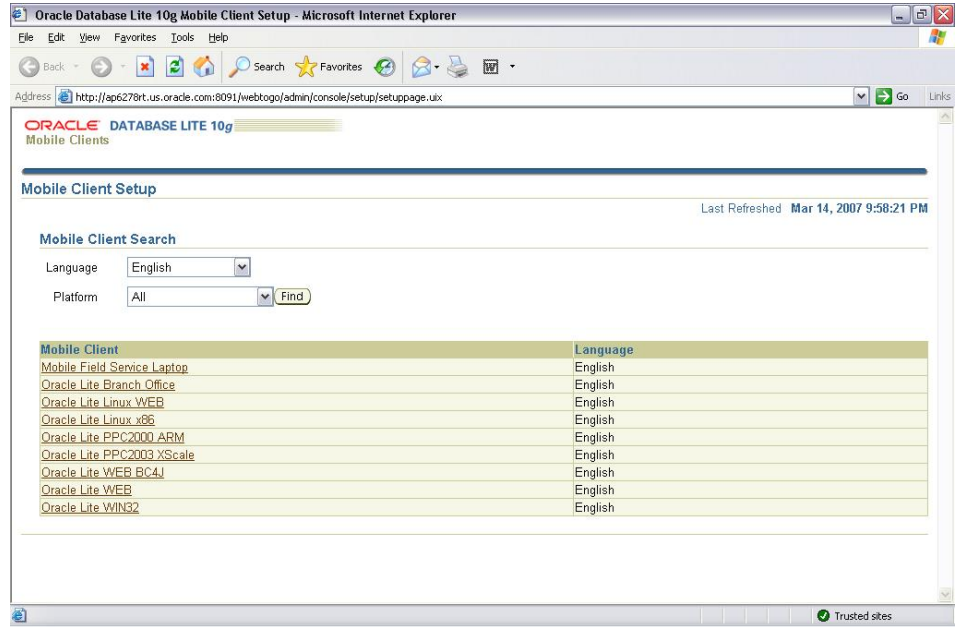 Oracle Database Lite 10g Mobile Client Setup - Microsoft Internet Explorer
File Edit View Favorites Tools Help
Back Search Favorites
Address http://ap6278rt.us.oracle.com:8091/webtogo/admin/console/setup/setuppage.uix Go Links
ORACLE DATABASE LITE 10g
Mobile Clients
Mobile Client Setup
Last Refreshed Mar 14, 2007 9:58:21 PM
Mobile Client Search
Language English
Platform All Find
Mobile Client Language
Mobile Field Service Laptop English
Oracle Lite Branch Office English
Oracle Lite Linux WEB English
Oracle Lite Linux x86 English
Oracle Lite PPC2000 ARM English
Oracle Lite PPC2003 XScale English
Oracle Lite WEB BC4J English
Oracle Lite WEB English
Oracle Lite WIN32 English
Trusted sites